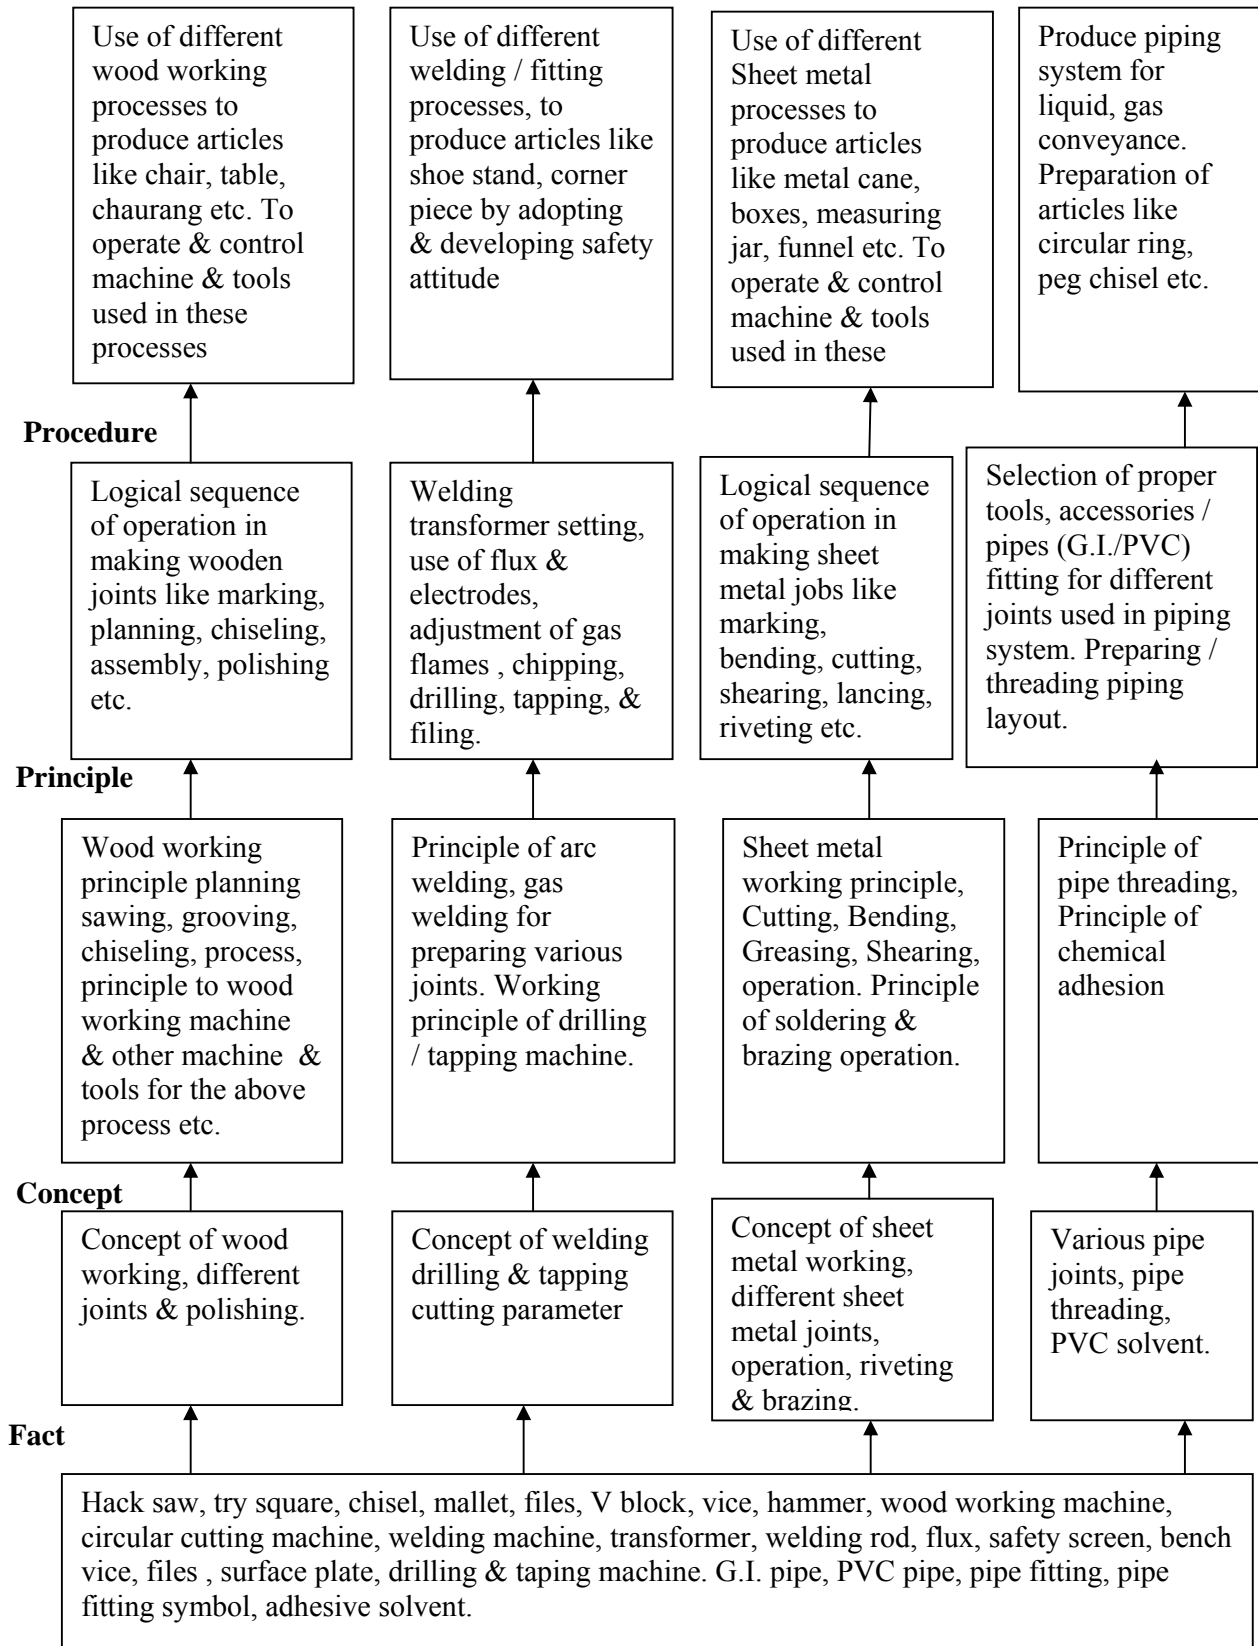 Use of different
wood working
processes to
produce articles
like chair, table,
chaurang etc. To
operate & control
machine & tools
used in these
processes
Use of different
welding / fitting
processes, to
produce articles like
shoe stand, corner
piece by adopting
& developing safety
attitude
Use of different
Sheet metal
processes to
produce articles
like metal cane,
boxes, measuring
jar, funnel etc. To
operate & control
machine & tools
used in these
Produce piping
system for
liquid, gas
conveyance.
Preparation of
articles like
circular ring,
peg chisel etc.
Procedure
Logical sequence
of operation in
making wooden
joints like marking,
planning, chiseling,
assembly, polishing
etc.
Welding
transformer setting,
use of flux &
electrodes,
adjustment of gas
flames , chipping,
drilling, tapping, &
filing.
Logical sequence
of operation in
making sheet
metal jobs like
marking,
bending, cutting,
shearing, lancing,
riveting etc.
Selection of proper
tools, accessories /
pipes (G.I./PVC)
fitting for different
joints used in piping
system. Preparing /
threading piping
layout.
Principle
Wood working
principle planning
sawing, grooving,
chiseling, process,
principle to wood
working machine
& other machine &
tools for the above
process etc.
Principle of arc
welding, gas
welding for
preparing various
joints. Working
principle of drilling
/ tapping machine.
Sheet metal
working principle,
Cutting, Bending,
Greasing, Shearing,
operation. Principle
of soldering &
brazing operation.
Principle of
pipe threading,
Principle of
chemical
adhesion
Concept
Concept of wood
working, different
joints & polishing.
Concept of welding
drilling & tapping
cutting parameter
Concept of sheet
metal working,
different sheet
metal joints,
operation, riveting
& brazing.
Various pipe
joints, pipe
threading,
PVC solvent.
Fact
Hack saw, try square, chisel, mallet, files, V block, vice, hammer, wood working machine,
circular cutting machine, welding machine, transformer, welding rod, flux, safety screen, bench
vice, files , surface plate, drilling & taping machine. G.I. pipe, PVC pipe, pipe fitting, pipe
fitting symbol, adhesive solvent.